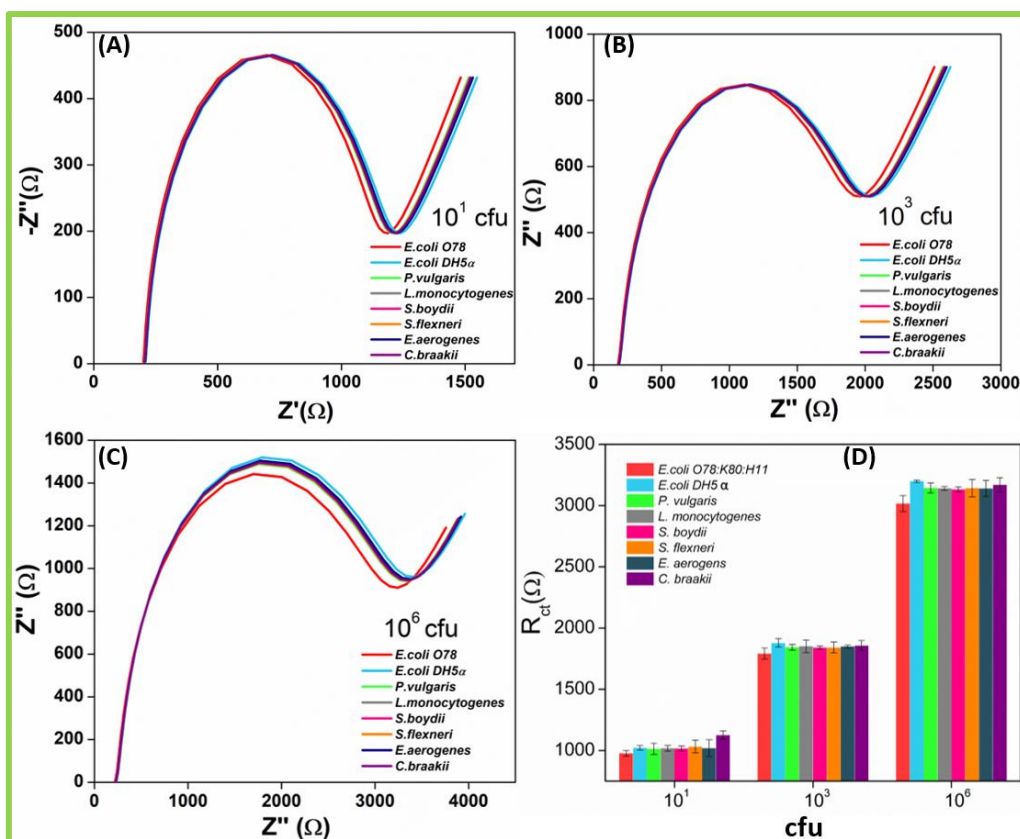 (A)
500
400
300
200
100
0
-Z''(Ω)
10¹ cfu
E.coli O78
E.coli DH5α
P.vulgaris
L.monocytogenes
S.boydii
S.flexneri
E.aerogenes
C.braakii
0 500 1000 1500
Z'(Ω)
(B)
1000
800
600
400
200
0
Z'' (Ω)
10³ cfu
E.coli O78
E.coli DH5α
P.vulgaris
L.monocytogenes
S.boydii
S.flexneri
E.aerogenes
C.braakii
0 500 1000 1500 2000 2500 3000
Z'' (Ω)
(C)
1600
1400
1200
1000
800
600
400
200
0
Z'' (Ω)
10⁶ cfu
E.coli O78
E.coli DH5α
P.vulgaris
L.monocytogenes
S.boydii
S.flexneri
E.aerogenes
C.braakii
0 1000 2000 3000 4000
Z'' (Ω)
(D)
3500
3000
2500
2000
1500
1000
Rct(Ω)
E.coli O78:K80:H11
E.coli DH5 α
P. vulgaris
L. monocytogenes
S. boydii
S. flexneri
E. aerogens
C. braakii
10¹ 10³ 10⁶
cfu